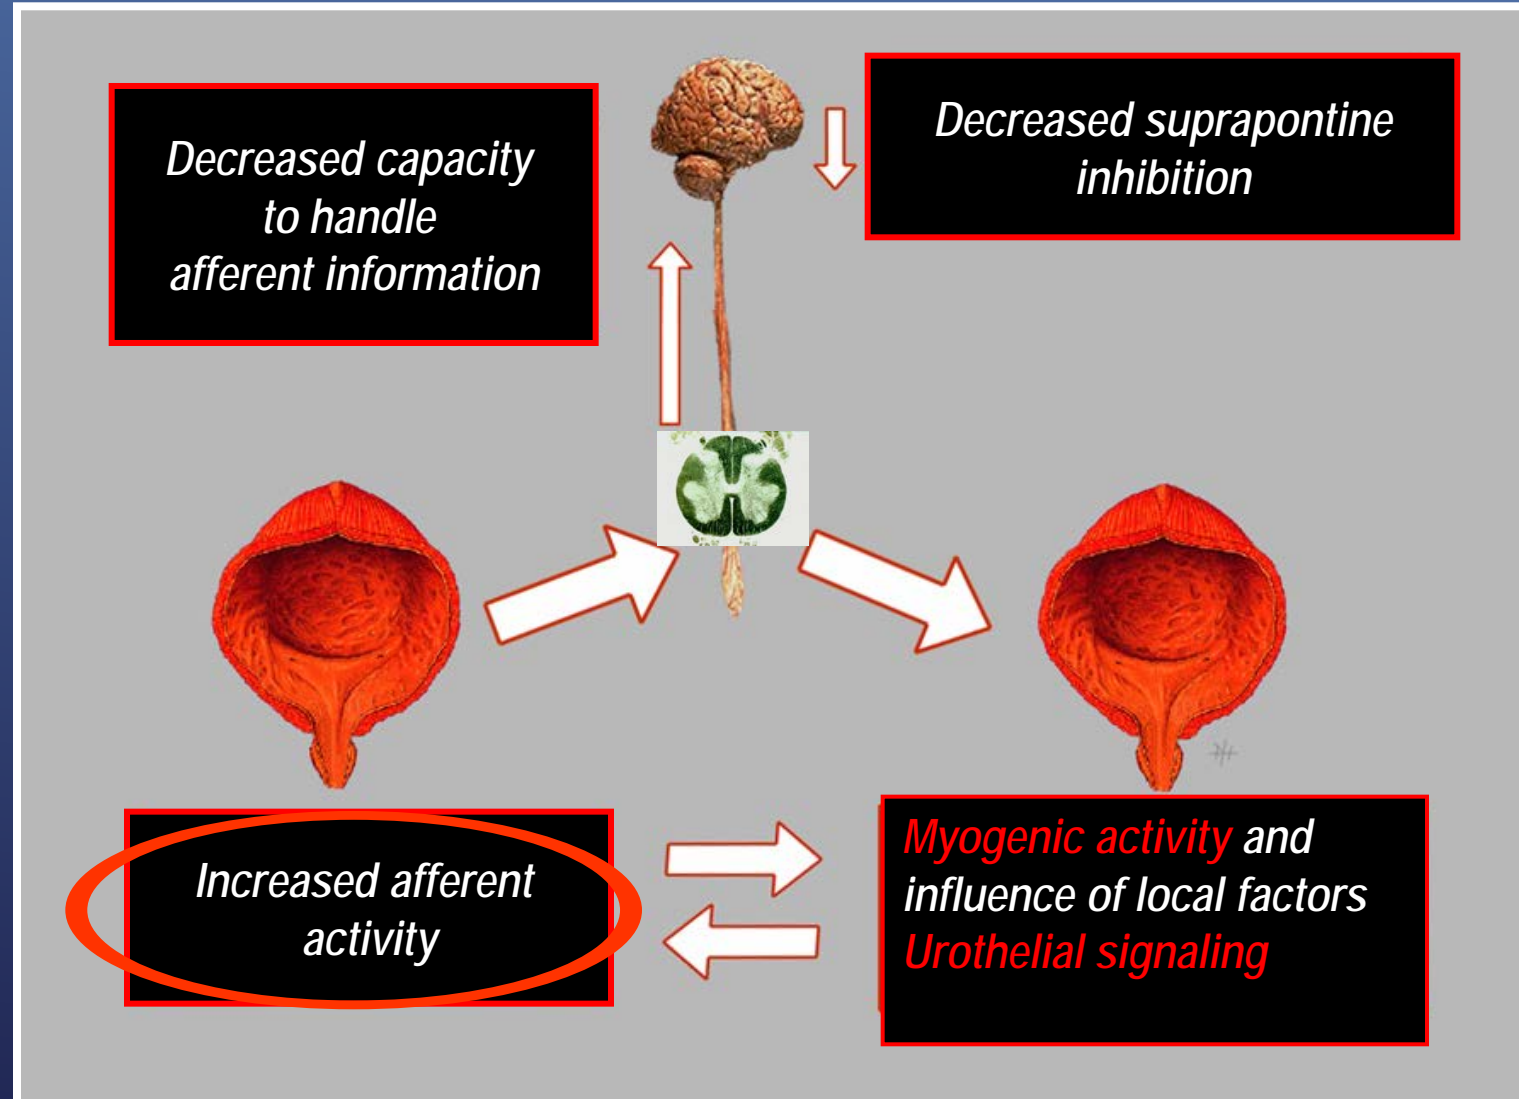 Decreased capacity
to handle
afferent information
Decreased suprapontine
inhibition
Increased afferent
activity
Myogenic activity and
influence of local factors
Urothelial signaling